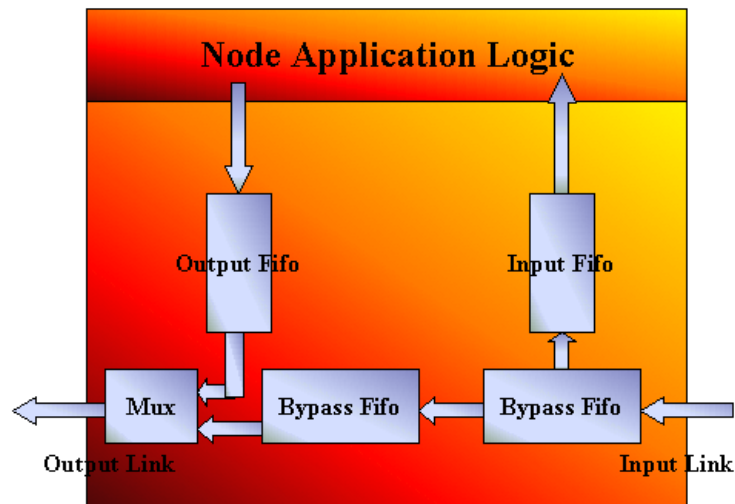 Node Application Logic
Output Fifo
Input Fifo
Mux
Bypass Fifo
Bypass Fifo
Output Link
Input Link